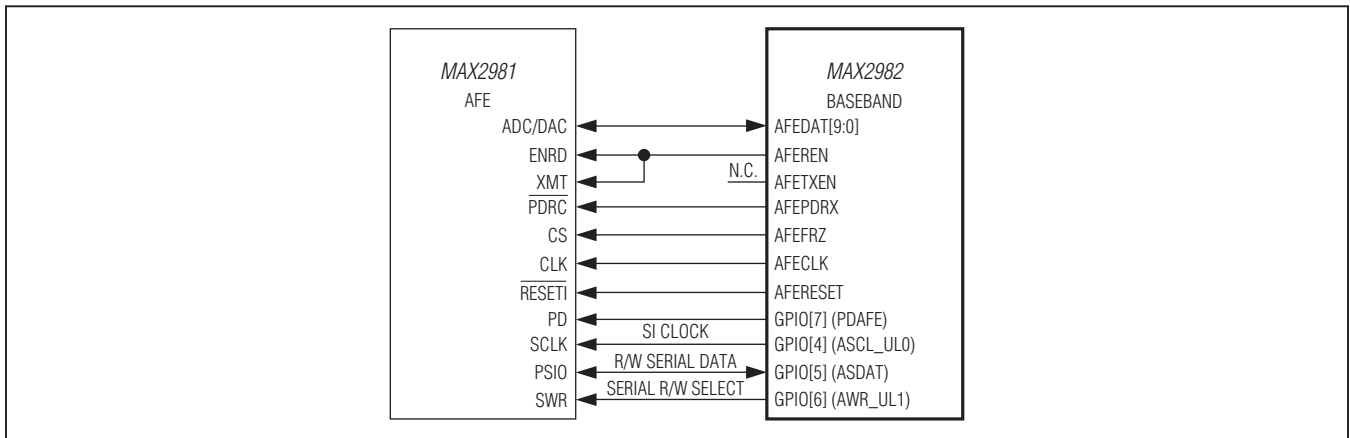 MAX2981
AFE
ADC/DAC
ENRD
XMT
PDRC
CS
CLK
RESETI
PD
SCLK
PSIO
SWR
N.C.
SI CLOCK
R/W SERIAL DATA
SERIAL R/W SELECT
MAX2982
BASEBAND
AFEDAT[9:0]
AFEREN
AFETXEN
AFEPDRX
AFEFRZ
AFECLK
AFERESET
GPIO[7] (PDAFE)
GPIO[4] (ASCL_UL0)
GPIO[5] (ASDAT)
GPIO[6] (AWR_UL1)